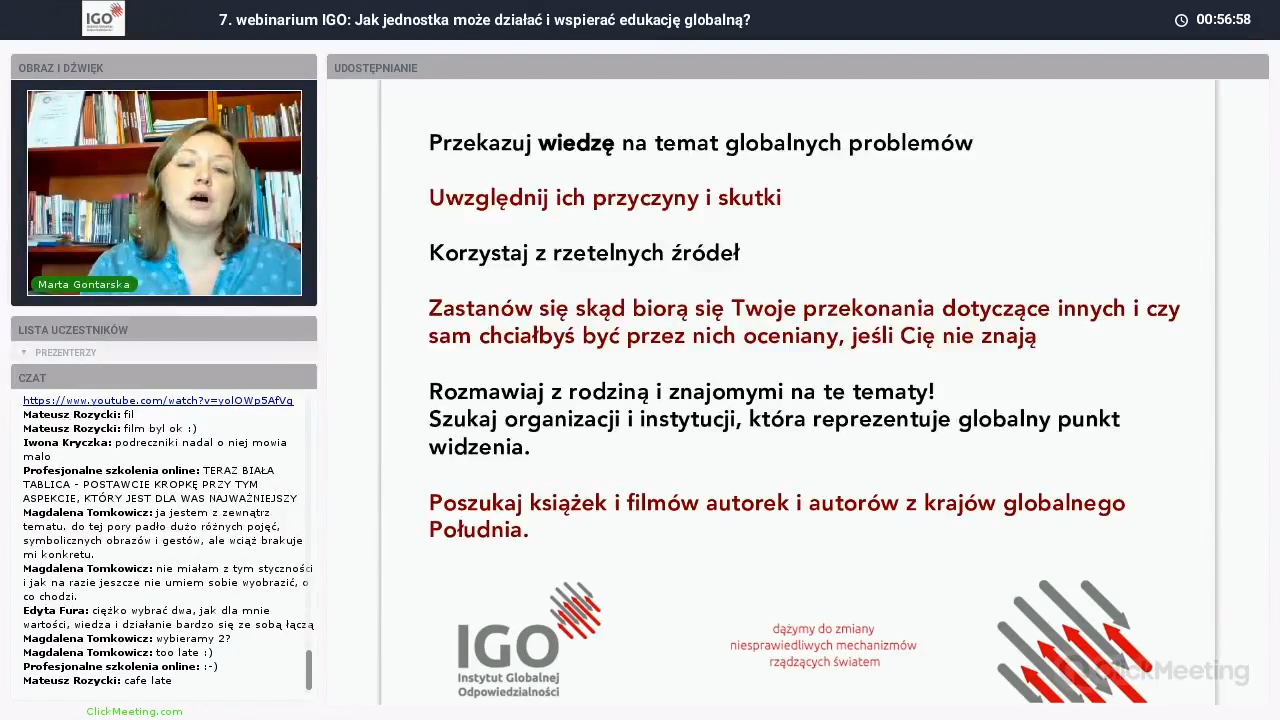 IGO
7. webinarium IGO: Jak jednostka może działać i wspierać edukację globalną?
00:56:58
OBRAZ I DŹWIĘK
Marta Gontarska
LISTA UCZESTNIKÓW
PREZENTERZY
CZAT
https://www.youtube.com/watch?v=yolOWp5AfVg
Mateusz Rozycki: fil
Mateusz Rozycki: film byl ok :)
Iwona Kryczka: podreczniki nadal o niej mowia
malo
Profesjonalne szkolenia online: TERAZ BIAŁA
TABLICA - POSTAWCIE KROPKĘ PRZY TYM
ASPEKCIE, KTÓRY JEST DLA WAS NAJWAŻNIEJSZY
Magdalena Tomkowicz: ja jestem z zewnątrz
tematu. do tej pory padło dużo różnych pojęć,
symbolicznych obrazów i gestów, ale wciąż brakuje
mi konkretu.
Magdalena Tomkowicz: nie miałam z tym styczności
i jak na razie jeszcze nie umiem sobie wyobrazić, o
co chodzi.
Edyta Fura: ciężko wybrać dwa, jak dla mnie
wartości, wiedza i działanie bardzo się ze sobą łączą
Magdalena Tomkowicz: wybieramy 2?
Magdalena Tomkowicz: too late :)
Profesjonalne szkolenia online: :-)
Mateusz Rozycki: cafe late
ClickMeeting.com
UDOSTĘPNIANIE
Przekazuj wiedzę na temat globalnych problemów
Uwzględnij ich przyczyny i skutki
Korzystaj z rzetelnych źródeł
Zastanów się skąd biorą się Twoje przekonania dotyczące innych i czy
sam chciałbyś być przez nich oceniany, jeśli Cię nie znają
Rozmawiaj z rodziną i znajomymi na te tematy!
Szukaj organizacji i instytucji, która reprezentuje globalny punkt
widzenia.
Poszukaj książek i filmów autorek i autorów z krajów globalnego
Południa.
IGO
Instytut Globalnej
Odpowiedzialności
dążymy do zmiany
niesprawiedliwych mechanizmów
rządzących światem
ClickMeeting